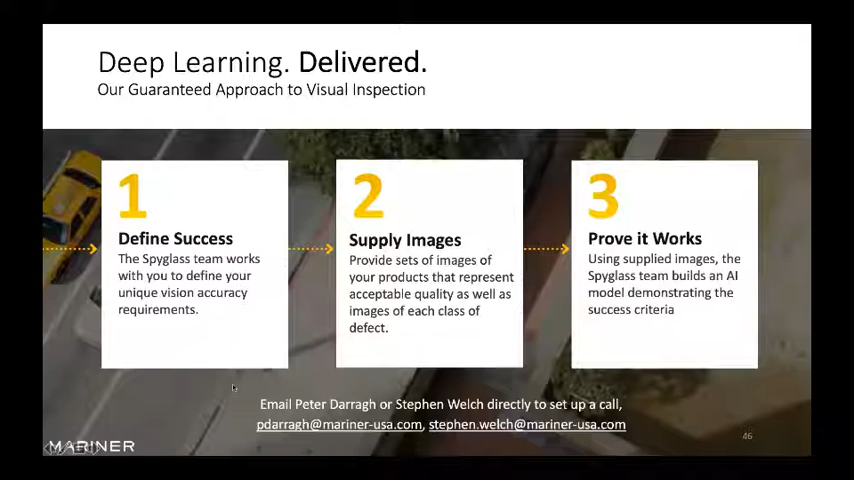 Deep Learning. Delivered.
Our Guaranteed Approach to Visual Inspection
1
Define Success
The Spyglass team works
with you to define your
unique vision accuracy
requirements.
2
Supply Images
Provide sets of images of
your products that represent
acceptable quality as well as
images of each class of
defect.
3
Prove it Works
Using supplied images, the
Spyglass team builds an AI
model demonstrating the
success criteria
Email Peter Darragh or Stephen Welch directly to set up a call,
pdarragh@mariner-usa.com, stephen.welch@mariner-usa.com
MARINER
46